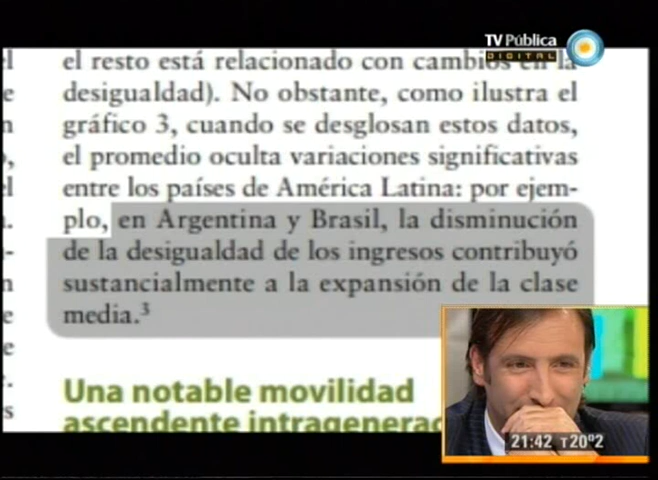 TV Pública
DIGITAL
el resto está relacionado con cambios en la
desigualdad). No obstante, como ilustra el
gráfico 3, cuando se desglosan estos datos,
el promedio oculta variaciones significativas
entre los países de América Latina: por ejem-
plo, en Argentina y Brasil, la disminución
de la desigualdad de los ingresos contribuyó
sustancialmente a la expansión de la clase
media.³
Una notable movilidad
ascendente intragenerac
21:42 T20º2